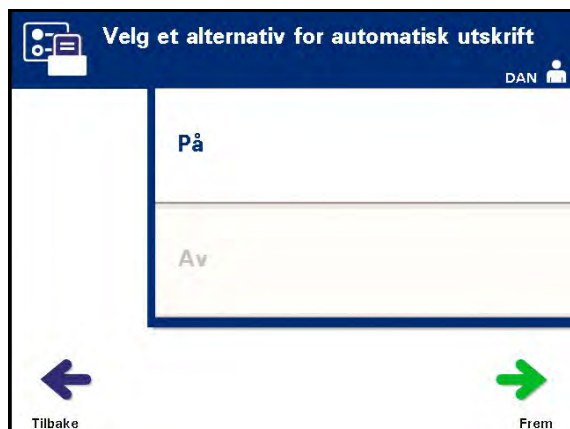 Velg et alternativ for automatisk utskrift
DAN
På
Av
Tilbake
Frem